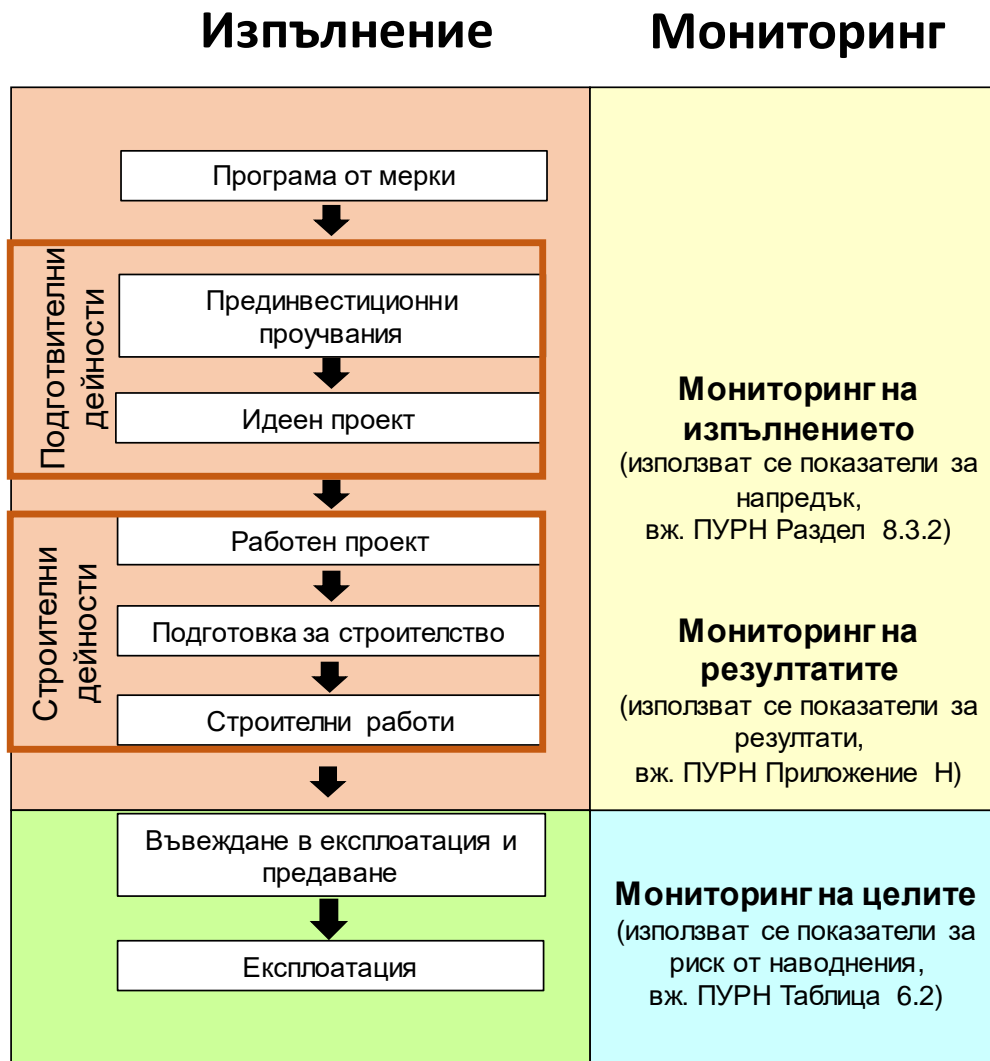 Изпълнение
Мониторинг
Програма от мерки
Подготвителни
дейности
Прединвестиционни
проучвания
Идеен проект
Строителни
дейности
Работен проект
Подготовка за строителство
Строителни работи
Въвеждане в експлоатация и
предаване
Експлоатация
Мониторинг на
изпълнението
(използват се показатели за
напредък,
вж. ПУРН Раздел 8.3.2)
Мониторинг на
резултатите
(използват се показатели за
резултати,
вж. ПУРН Приложение Н)
Мониторинг на целите
(използват се показатели за
риск от наводнения,
вж. ПУРН Таблица 6.2)